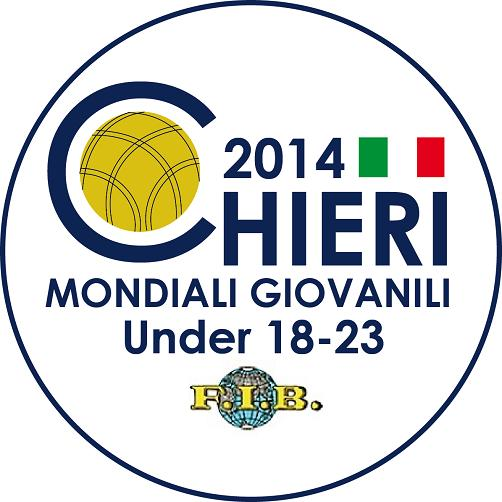 2014
CHIERI
MONDIALI GIOVANILI
Under 18-23
F.I.B.